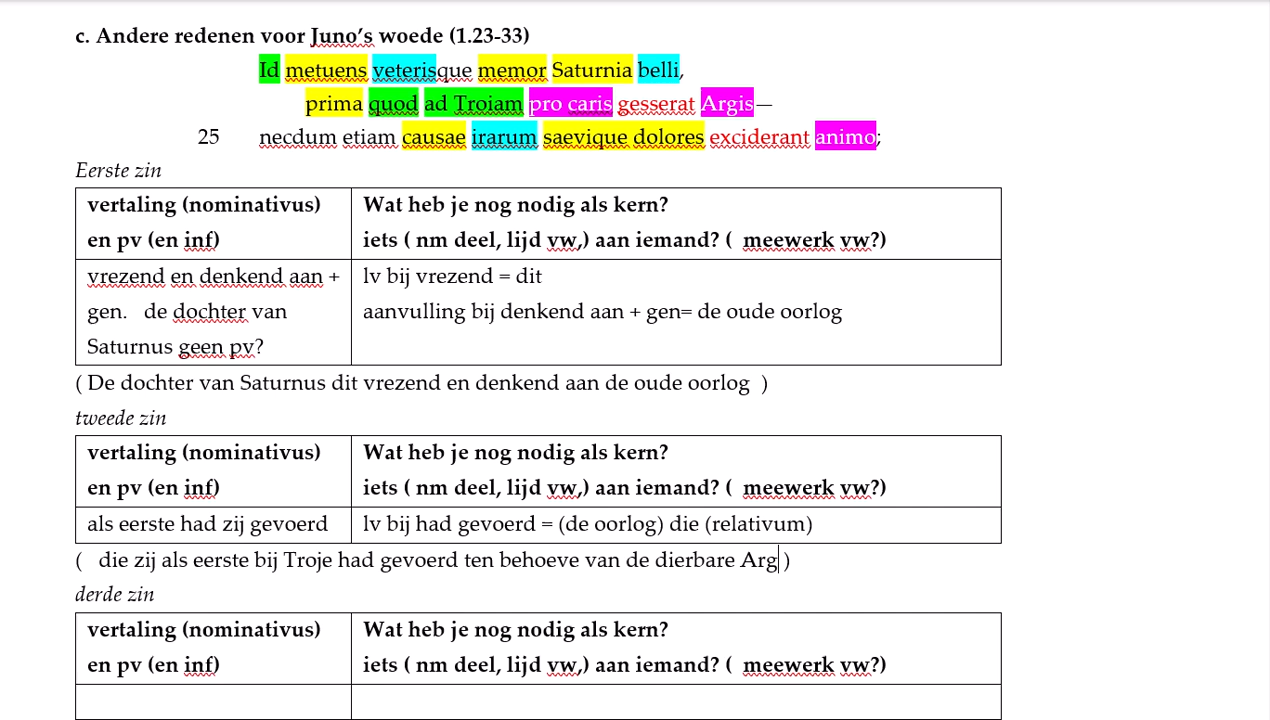 c. Andere redenen voor Juno's woede (1.23-33)
Id metuens veterisque memor Saturnia belli,
prima quod ad Troiam pro caris gesserat Argis—
25 necdum etiam causae irarum saevique dolores exciderant animo;
Eerste zin
vertaling (nominativus) Wat heb je nog nodig als kern?
en pv (en inf) iets ( nm deel, lijd vw,) aan iemand? ( meewerk vw?)
vrezend en denkend aan + lv bij vrezend = dit
gen. de dochter van aanvulling bij denkend aan + gen= de oude oorlog
Saturnus geen pv?
( De dochter van Saturnus dit vrezend en denkend aan de oude oorlog )
tweede zin
vertaling (nominativus) Wat heb je nog nodig als kern?
en pv (en inf) iets ( nm deel, lijd vw,) aan iemand? ( meewerk vw?)
als eerste had zij gevoerd lv bij had gevoerd = (de oorlog) die (relativum)
( die zij als eerste bij Troje had gevoerd ten behoeve van de dierbare Arg )
derde zin
vertaling (nominativus) Wat heb je nog nodig als kern?
en pv (en inf) iets ( nm deel, lijd vw,) aan iemand? ( meewerk vw?)